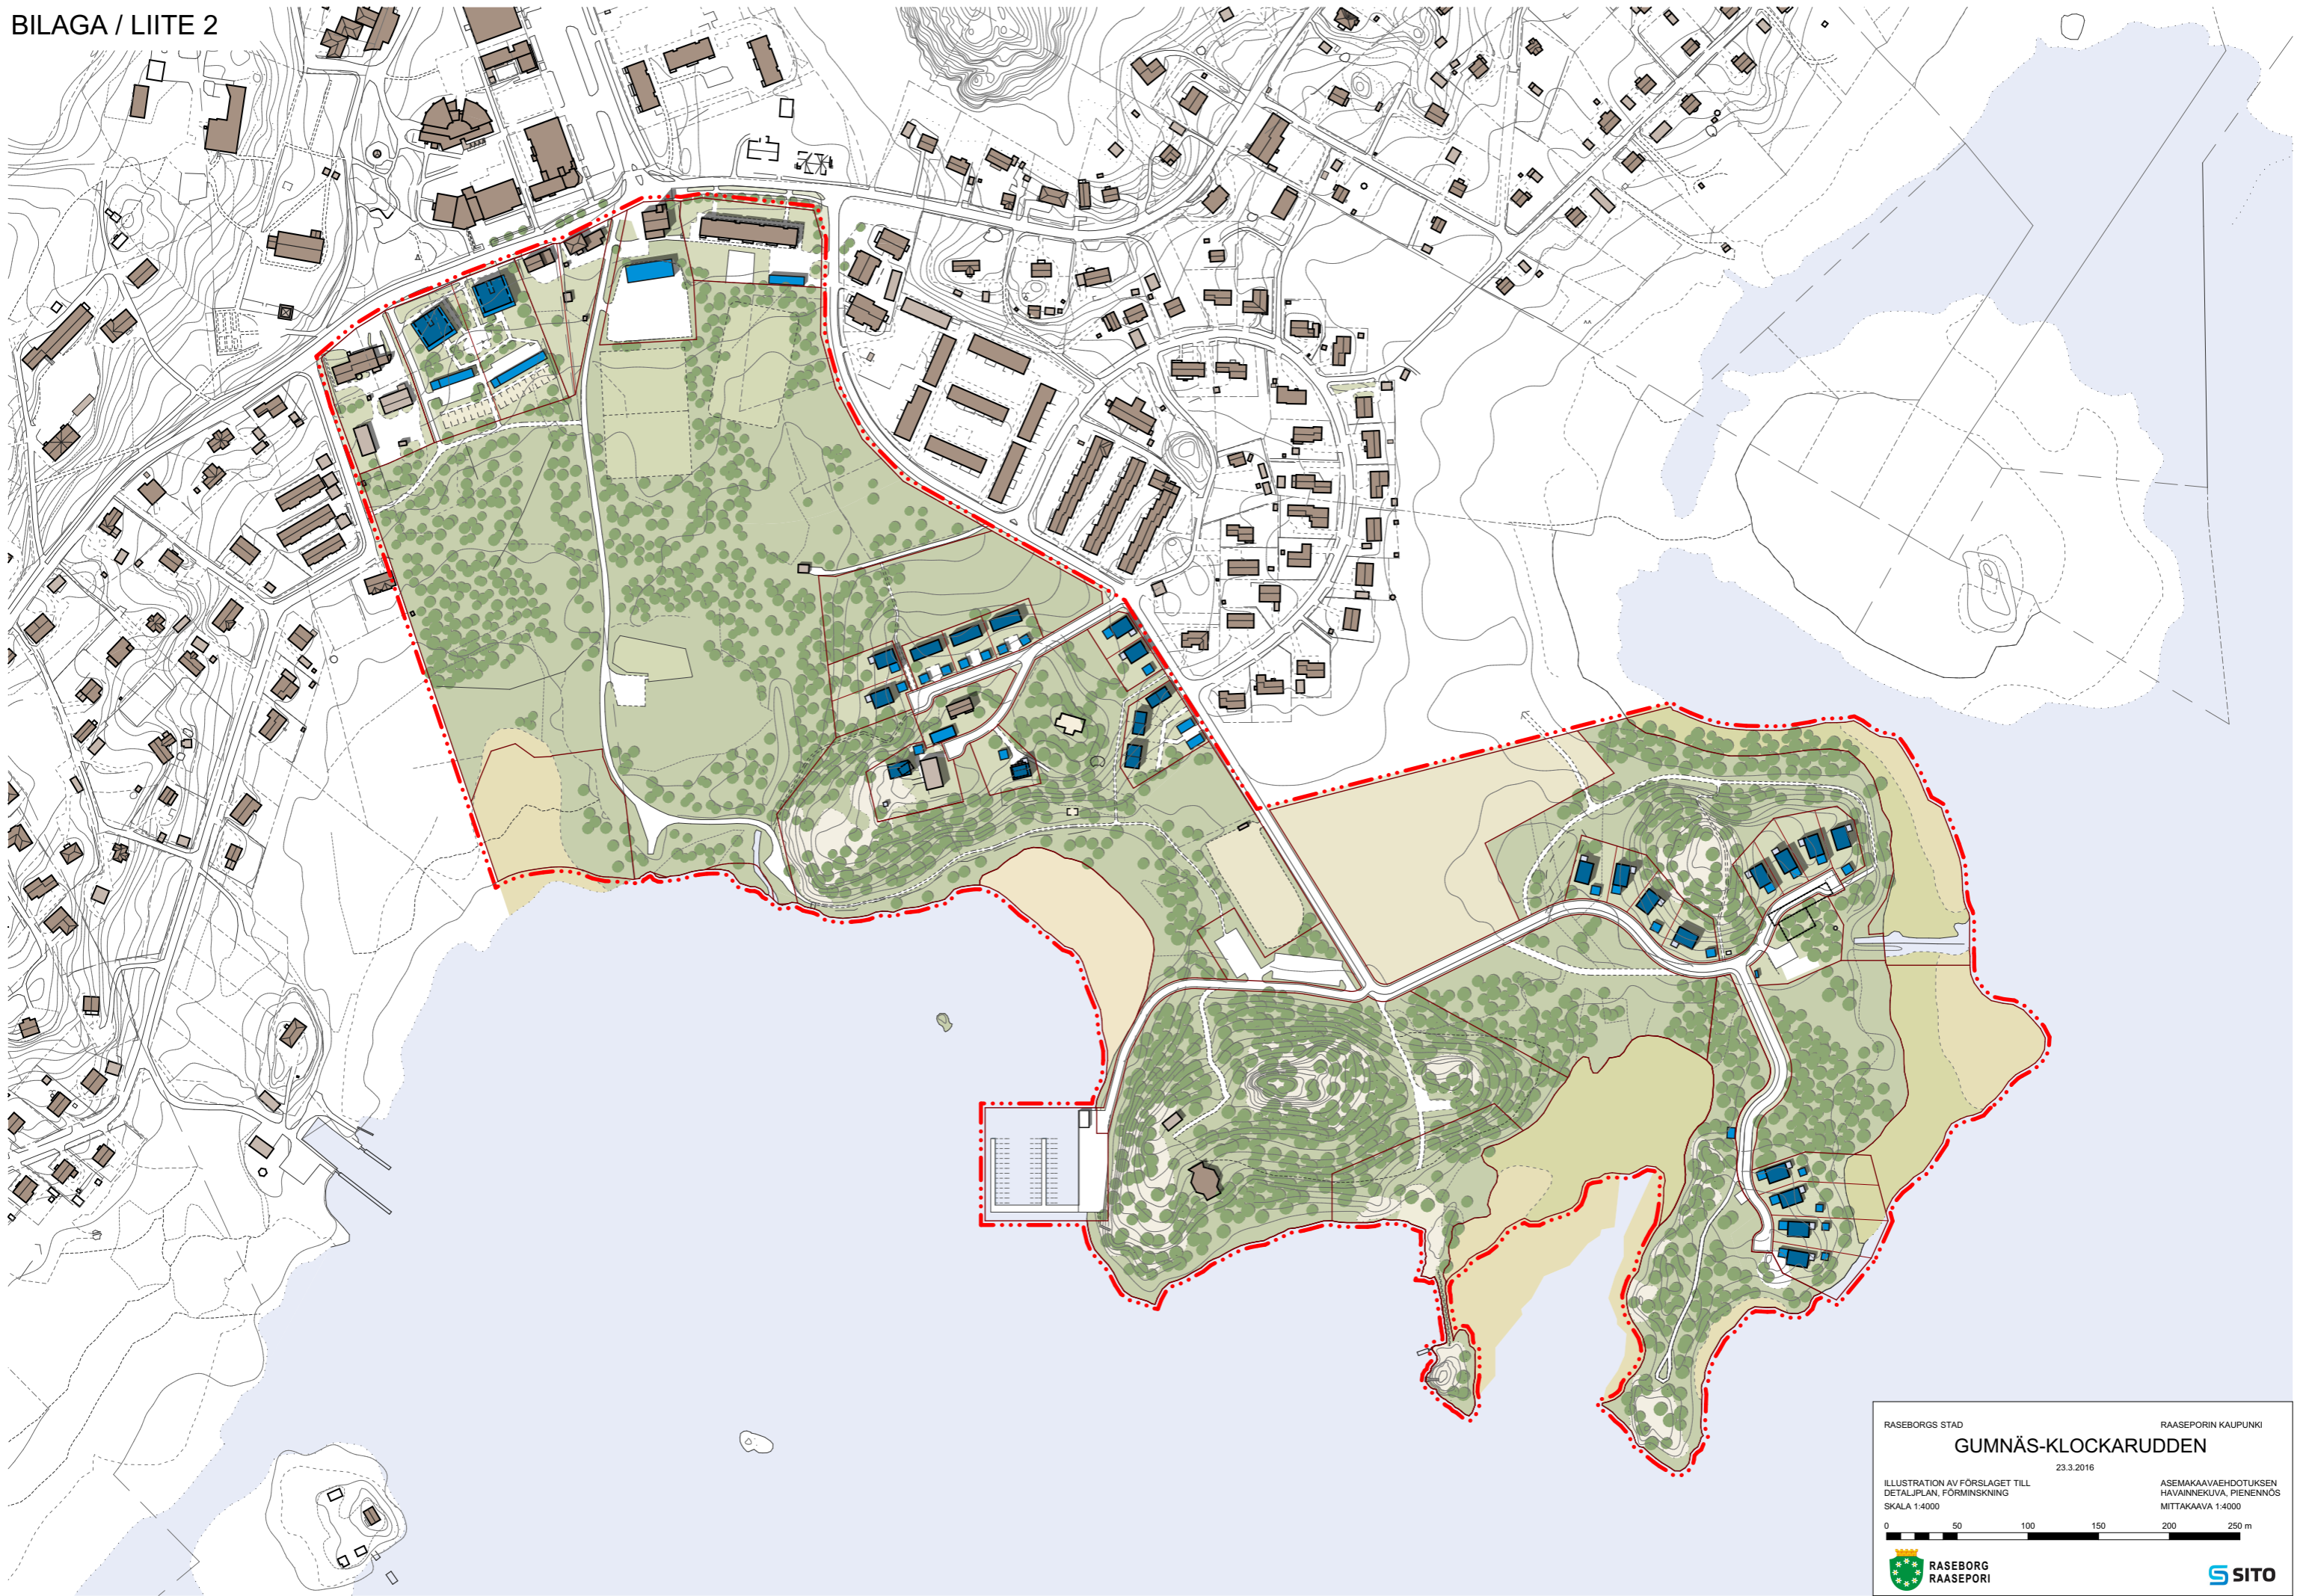 BILAGA / LIITE 2
RASEBORGS STAD
RAASEPORIN KAUPUNKI
GUMNÄS-KLOCKARUDDEN
23.3.2016
ILLUSTRATION AV FÖRSLAGET TILL
DETALJPLAN, FÖRMINSKNING
SKALA 1:4000
ASEMAKAAVAEHDOTUKSEN
HAVAINNEKUVA, PIENENNÖS
MITTAKAAVA 1:4000
0 50 100 150 200 250 m
RASEBORG
RAASEPORI
SITO